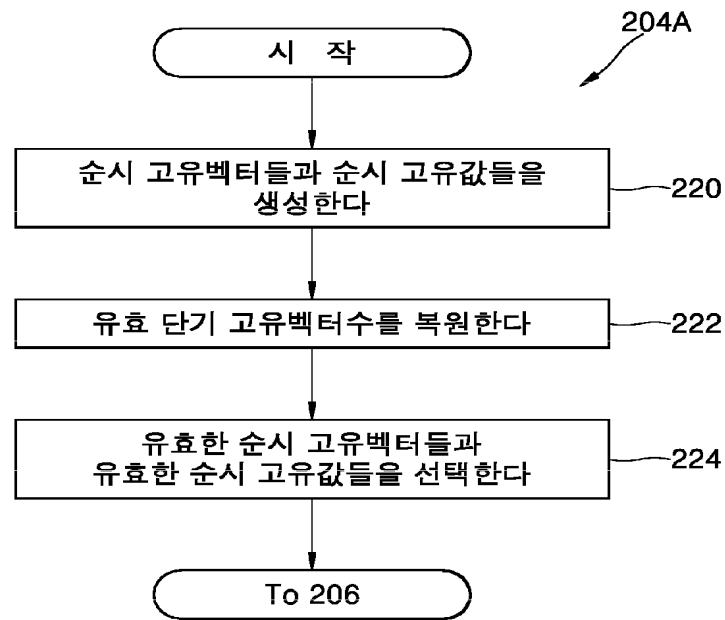 204A
시 작
순시 고유벡터들과 순시 고유값들을
생성한다
220
유효 단기 고유벡터수를 복원한다
222
유효한 순시 고유벡터들과
유효한 순시 고유값들을 선택한다
224
To 206